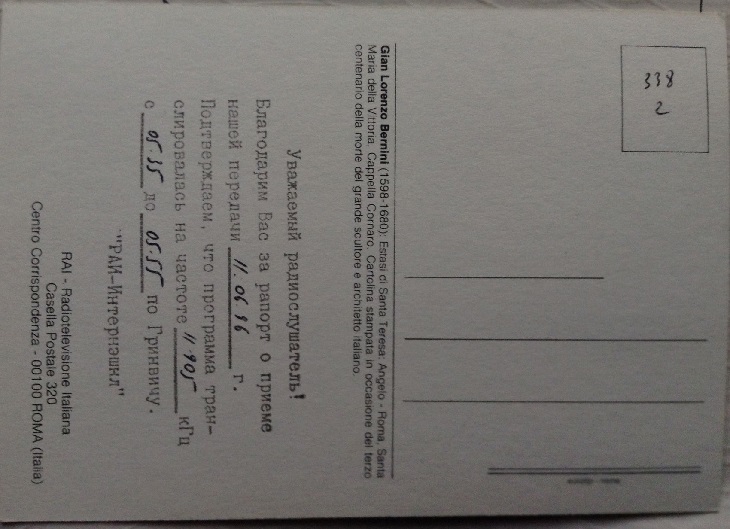 Gian Lorenzo Bernini (1598-1680): Estasi di Santa Teresa: Angelo - Roma, Santa
Maria della Vittoria. Cappella Cornaro. Cartolina stampata in occasione del terzo
centenario della morte del grande scultore e architetto italiano.
338
2
Уважаемый радиослушатель!
Благодарим Вас за рапорт о приеме
нашей передачи 11.06.96 г.
Подтверждаем, что программа тран-
слировалась на частоте 11905 кГц
с 05.35 до 05.55 по Гринвичу.
"РАИ-Интернэшнл"
RAI - Radiotelevisione Italiana
Casella Postale 320
Centro Corrispondenza - 00100 ROMA (Italia)